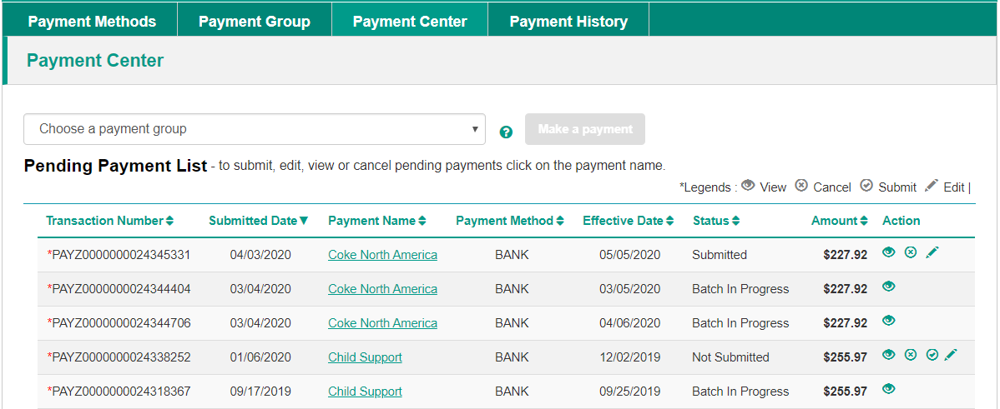 Payment Methods Payment Group Payment Center Payment History
Payment Center
Choose a payment group ? Make a payment
Pending Payment List - to submit, edit, view or cancel pending payments click on the payment name.
*Legends : View Cancel Submit Edit |
Transaction Number Submitted Date Payment Name Payment Method Effective Date Status Amount Action
*PAYZ0000000024345331 04/03/2020 Coke North America BANK 05/05/2020 Submitted $227.92
*PAYZ0000000024344404 03/04/2020 Coke North America BANK 03/05/2020 Batch In Progress $227.92
*PAYZ0000000024344706 03/04/2020 Coke North America BANK 04/06/2020 Batch In Progress $227.92
*PAYZ0000000024338252 01/06/2020 Child Support BANK 12/02/2019 Not Submitted $255.97
*PAYZ0000000024318367 09/17/2019 Child Support BANK 09/25/2019 Batch In Progress $255.97